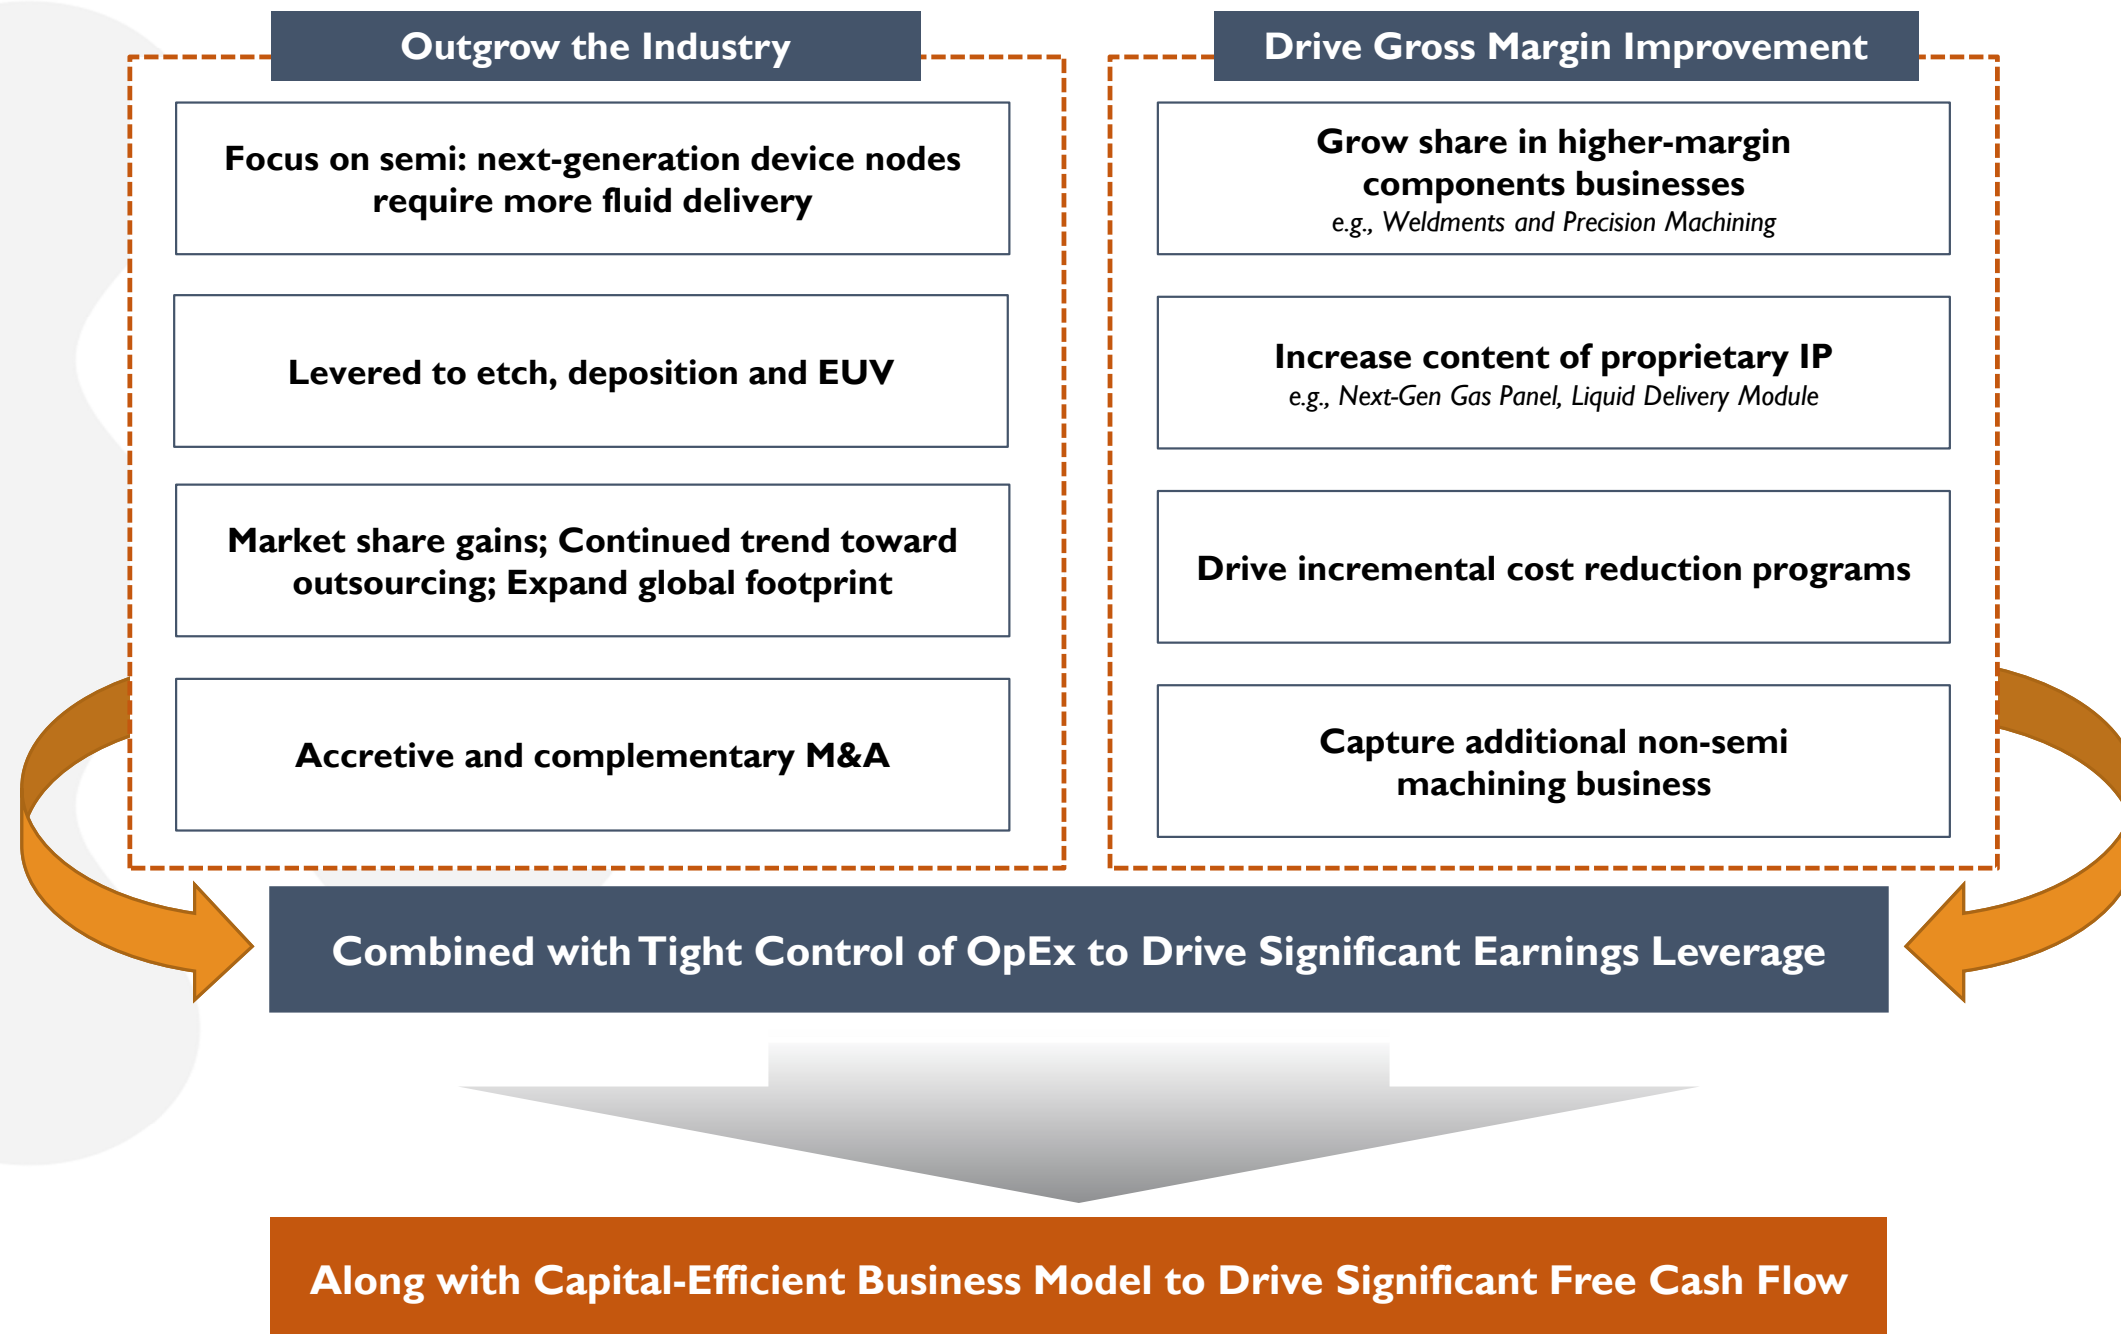 Outgrow the Industry
Focus on semi: next-generation device nodes
require more fluid delivery
Levered to etch, deposition and EUV
Market share gains; Continued trend toward
outsourcing; Expand global footprint
Accretive and complementary M&A
Drive Gross Margin Improvement
Grow share in higher-margin
components businesses
e.g., Weldments and Precision Machining
Increase content of proprietary IP
e.g., Next-Gen Gas Panel, Liquid Delivery Module
Drive incremental cost reduction programs
Capture additional non-semi
machining business
Combined with Tight Control of OpEx to Drive Significant Earnings Leverage
Along with Capital-Efficient Business Model to Drive Significant Free Cash Flow